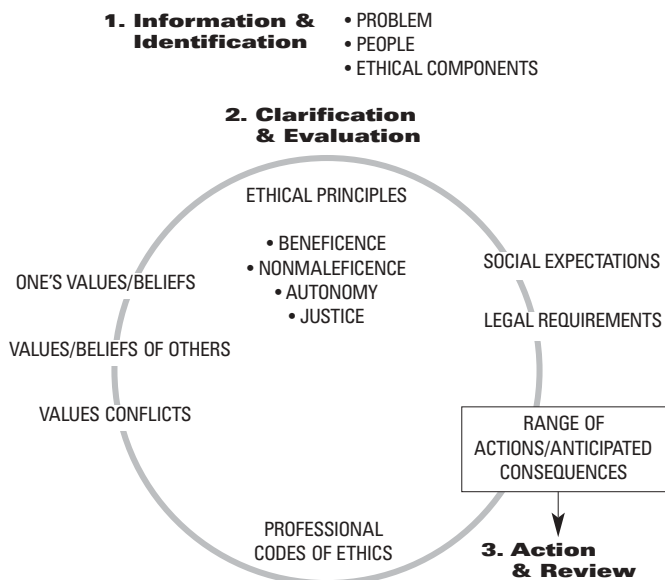 1. Information &
Identification
• PROBLEM
• PEOPLE
• ETHICAL COMPONENTS
2. Clarification
& Evaluation
ETHICAL PRINCIPLES
• BENEFICENCE
• NONMALEFICENCE
• AUTONOMY
• JUSTICE
ONE'S VALUES/BELIEFS
VALUES/BELIEFS OF OTHERS
VALUES CONFLICTS
SOCIAL EXPECTATIONS
LEGAL REQUIREMENTS
RANGE OF
ACTIONS/ANTICIPATED
CONSEQUENCES
PROFESSIONAL
CODES OF ETHICS
3. Action
& Review